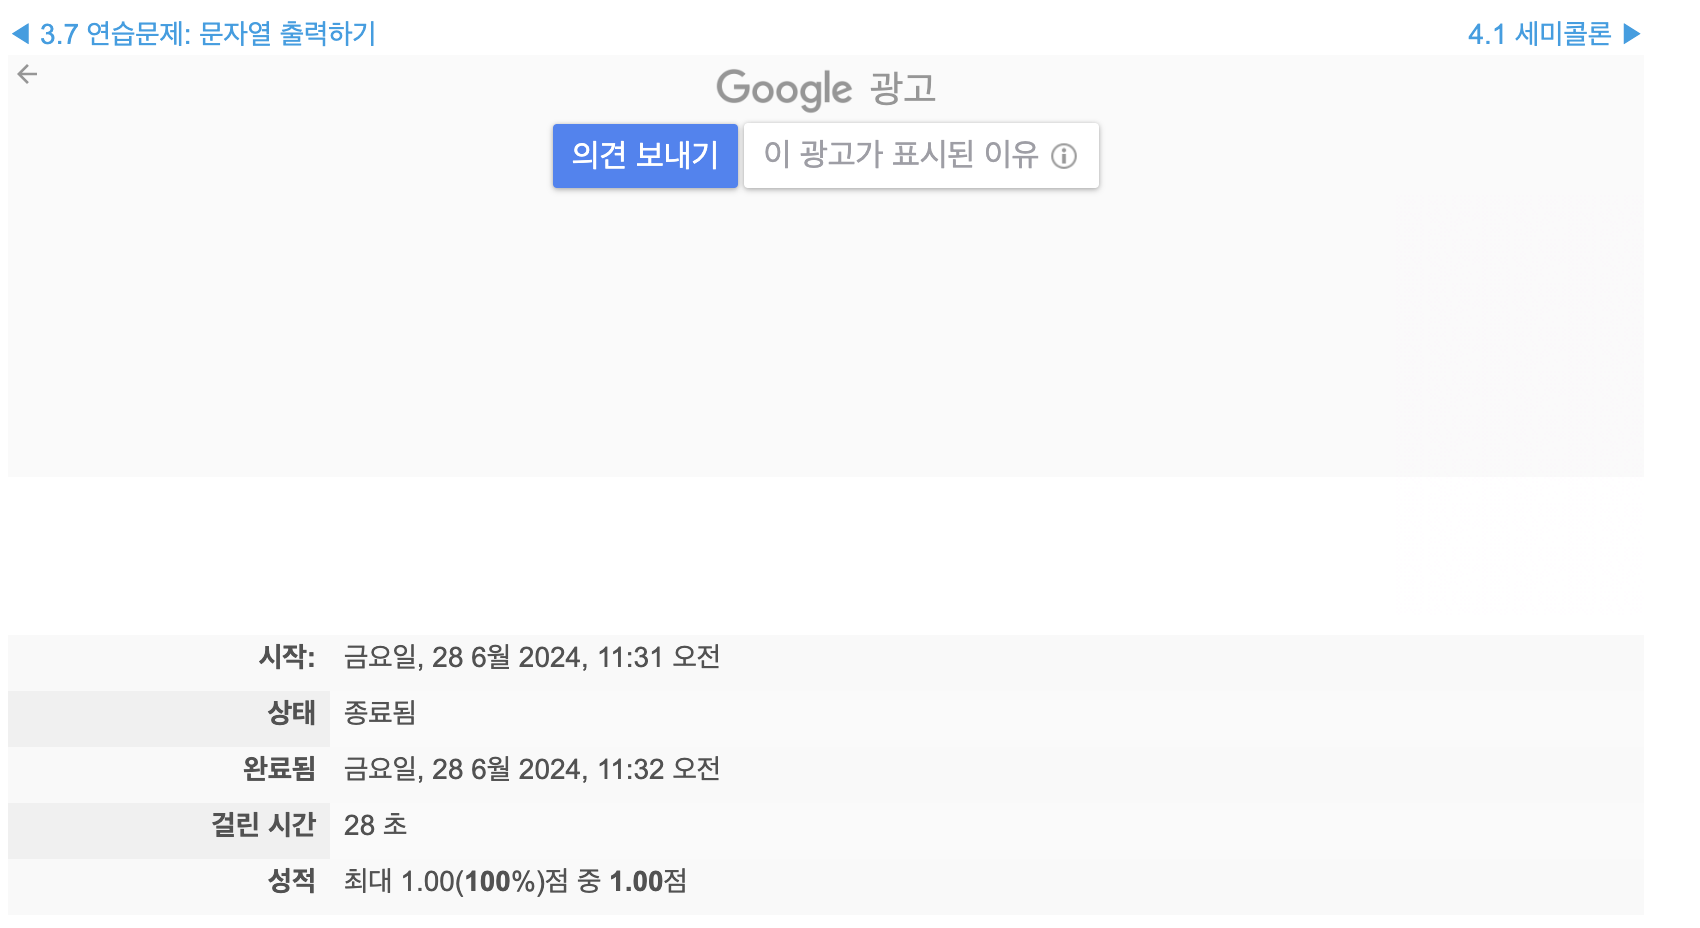 ◀ 3.7 연습문제: 문자열 출력하기
4.1 세미콜론 ▶
Google 광고
의견 보내기
이 광고가 표시된 이유
시작: 금요일, 28 6월 2024, 11:31 오전
상태 종료됨
완료됨 금요일, 28 6월 2024, 11:32 오전
걸린 시간 28 초
성적 최대 1.00(100%)점 중 1.00점